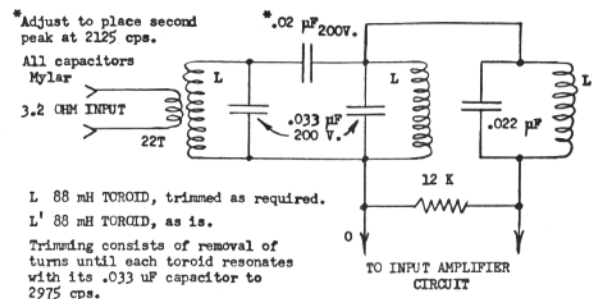 *Adjust to place second
peak at 2125 cps.
All capacitors
Mylar
3.2 OHM INPUT
22T
L
*.02 µF 200V.
.033 µF
200 V.
L
.022 µF
L
12 K
0
TO INPUT AMPLIFIER
CIRCUIT
L 88 mH TOROID, trimmed as required.
L' 88 mH TOROID, as is.
Trimming consists of removal of
turns until each toroid resonates
with its .033 uF capacitor to
2975 cps.